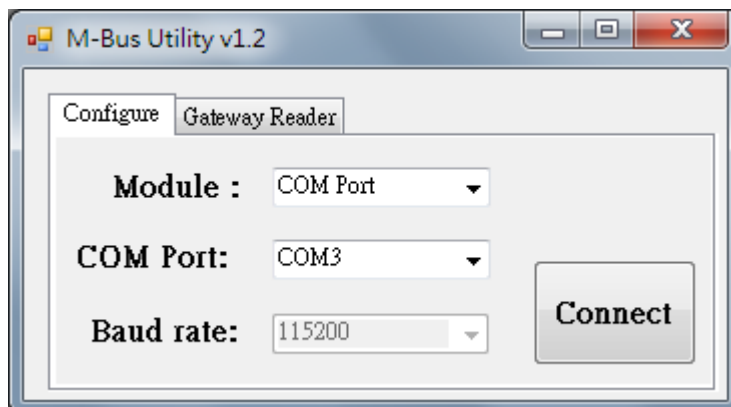 M-Bus Utility v1.2
Configure Gateway Reader
Module : COM Port
COM Port: COM3
Baud rate: 115200
Connect